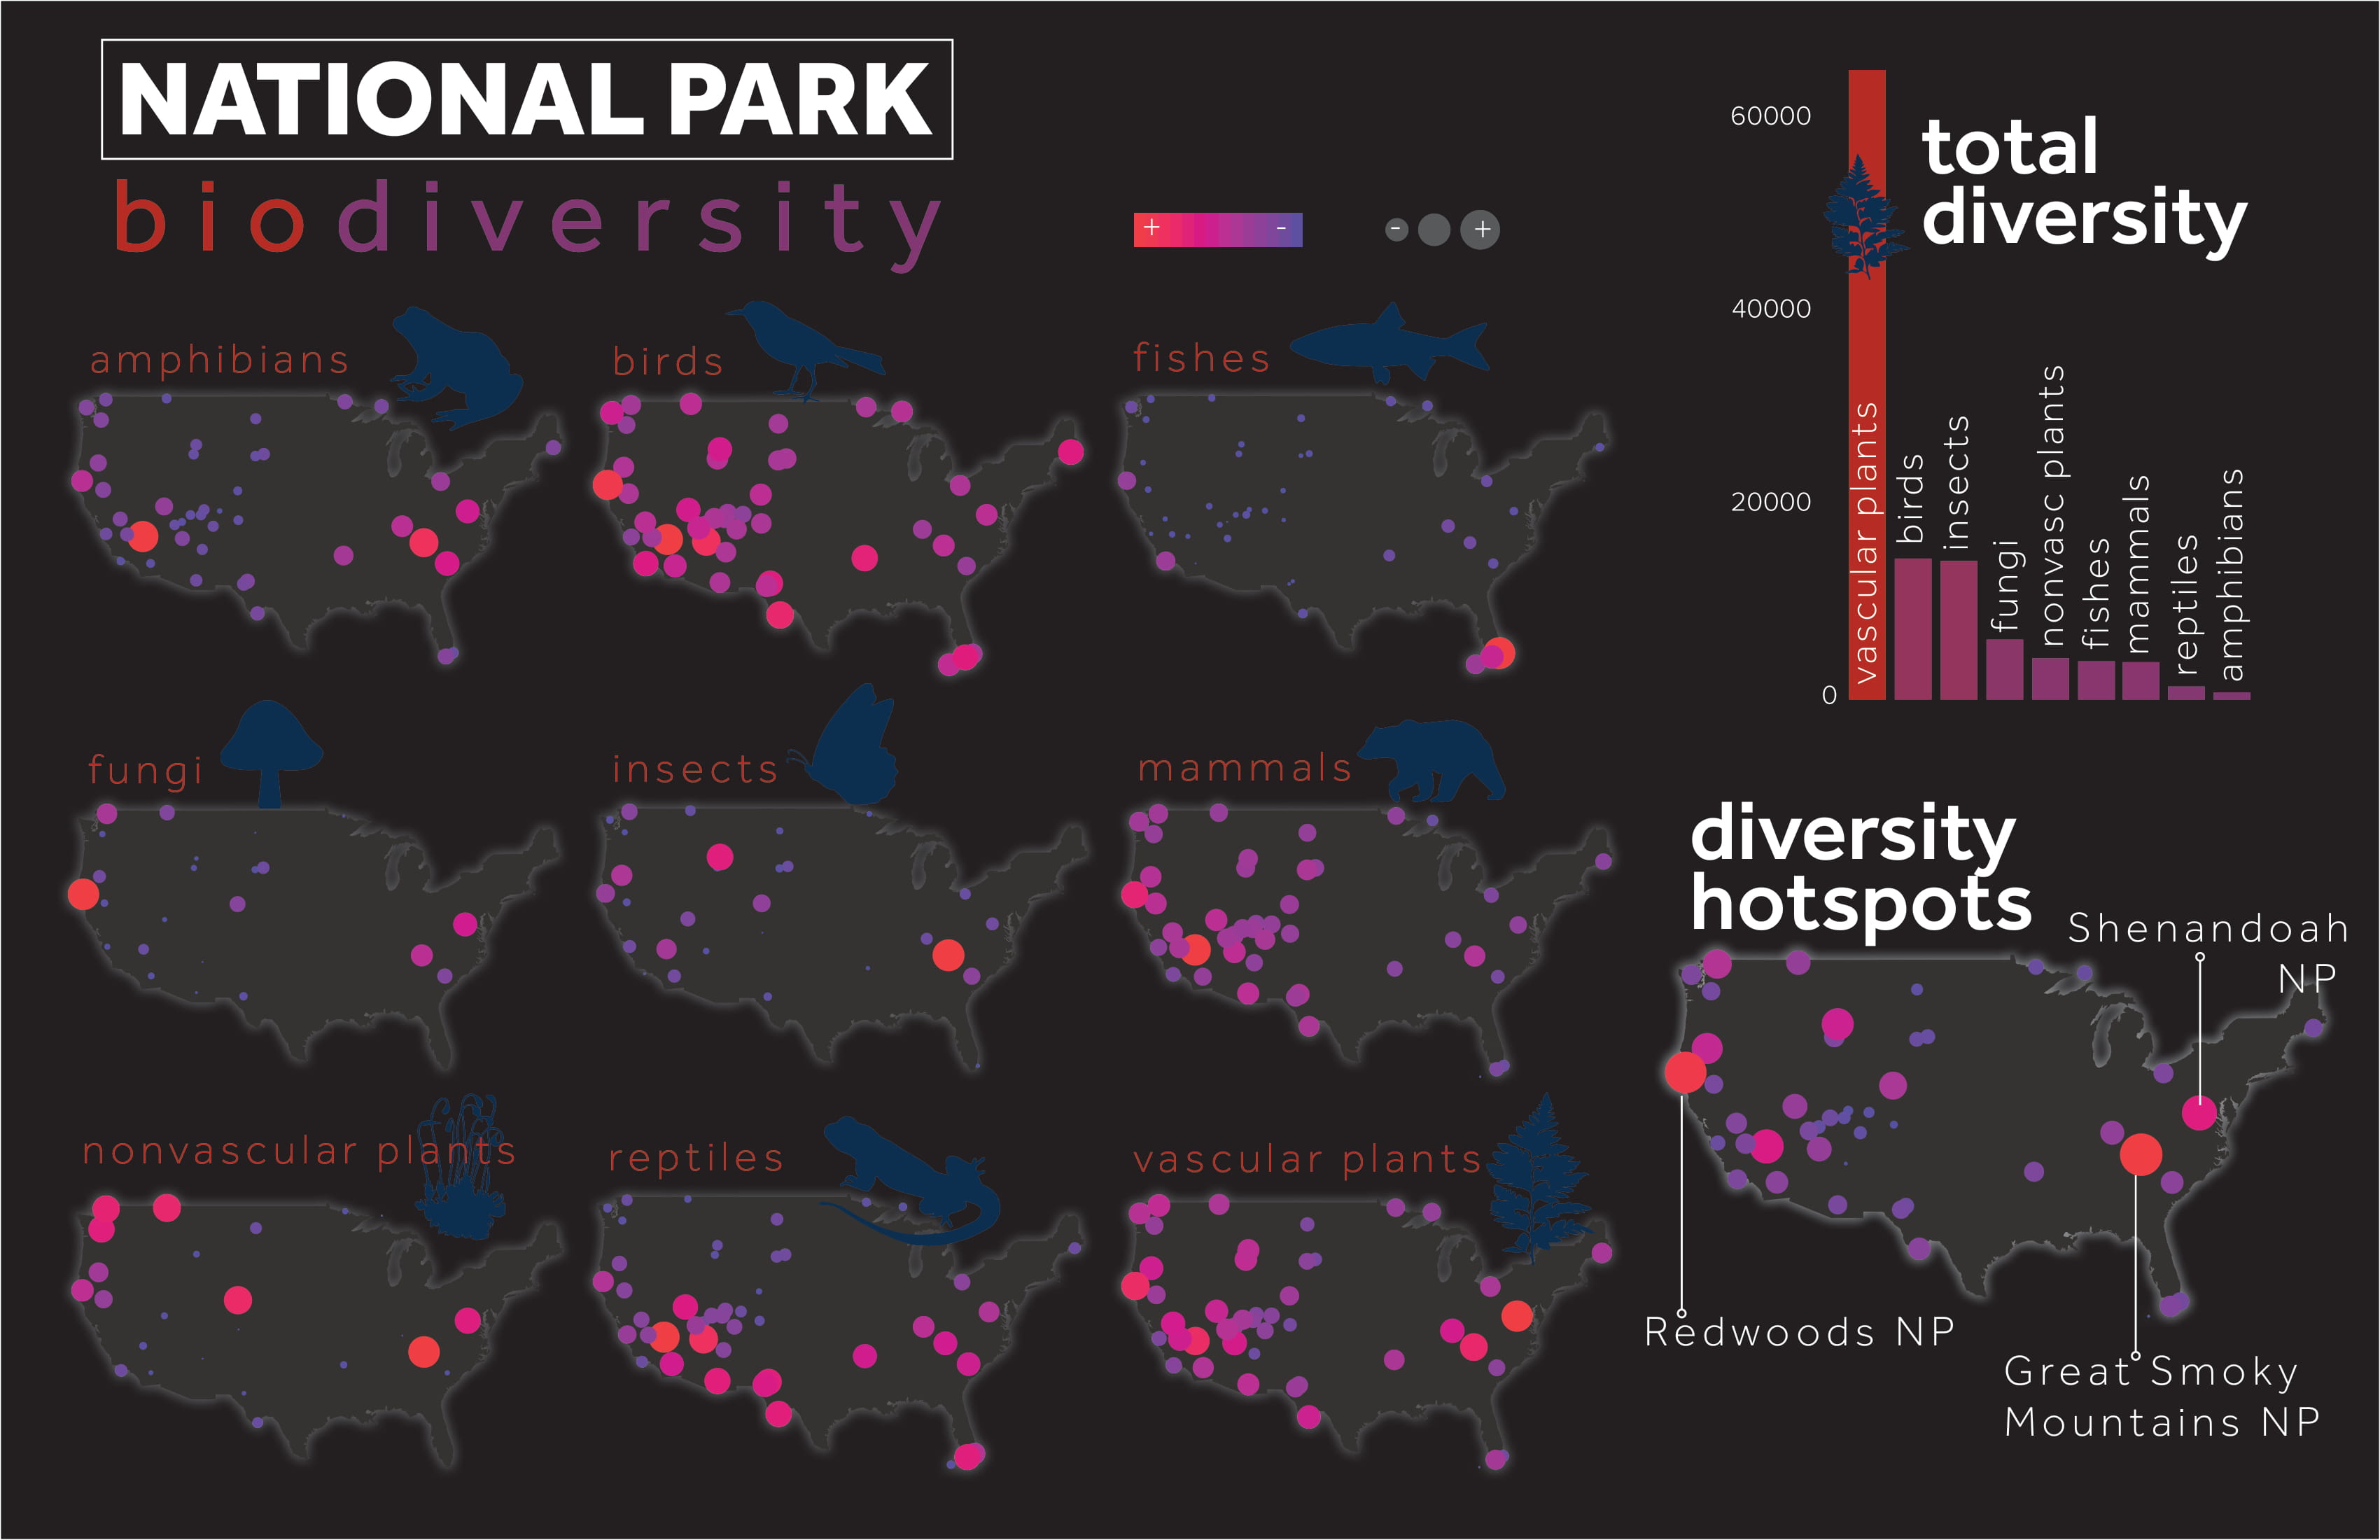 NATIONAL PARK
biodiversity
+ -
- +
amphibians
birds
fishes
fungi
insects
mammals
nonvascular plants
reptiles
vascular plants
total
diversity
60000
40000
20000
0
vascular plants
birds
insects
fungi
nonvasc plants
fishes
mammals
reptiles
amphibians
diversity
hotspots
Shenandoah
NP
Redwoods NP
Great Smoky
Mountains NP